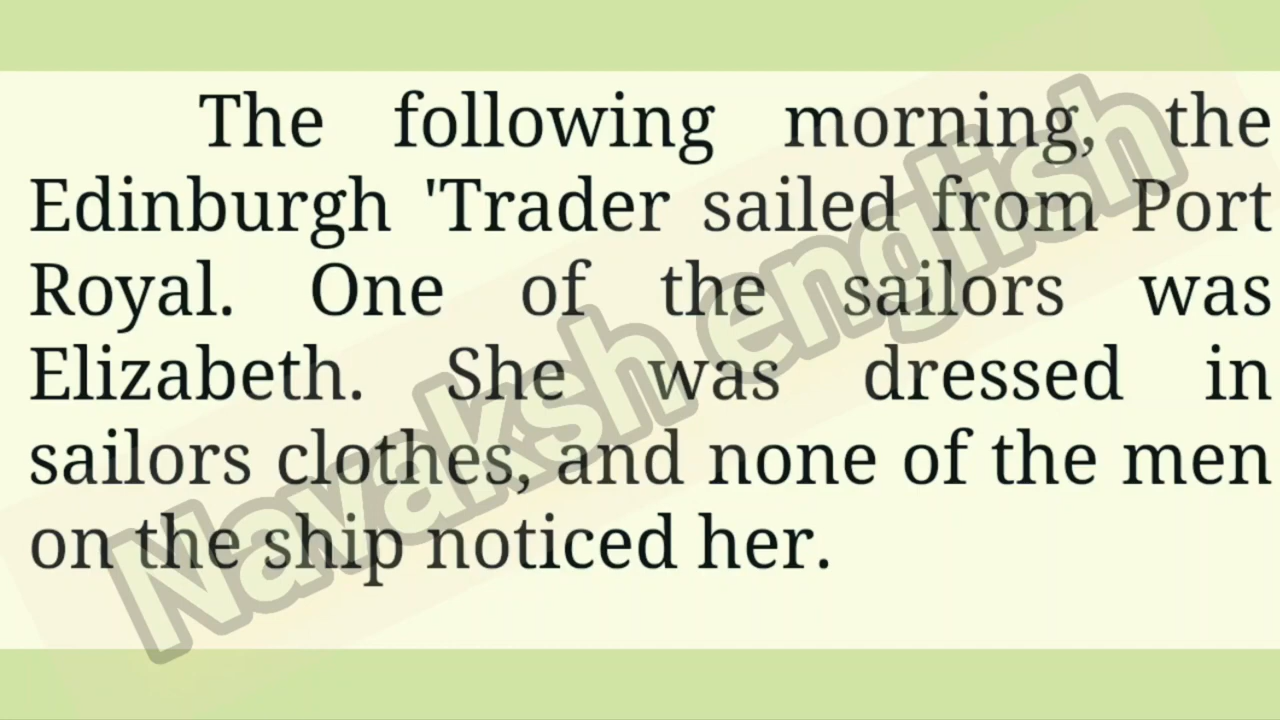 The following morning, the
Edinburgh 'Trader sailed from Port
Royal. One of the sailors was
Elizabeth. She was dressed in
sailors clothes, and none of the men
on the ship noticed her.
Navaksh english